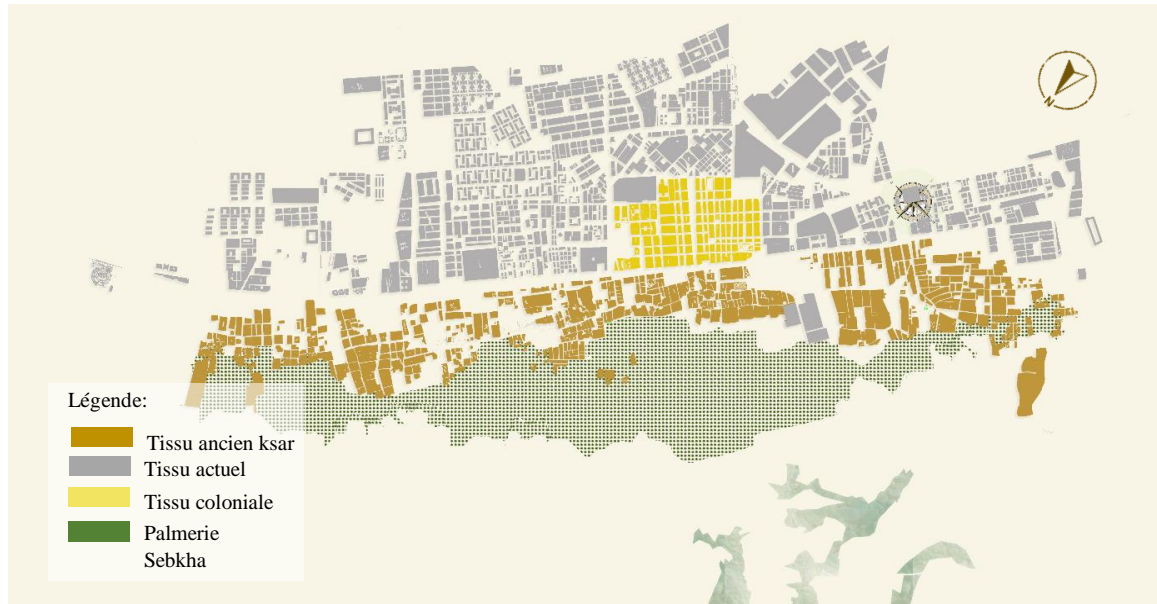 N
Légende:
Tissu ancien ksar
Tissu actuel
Tissu coloniale
Palmerie
Sebkha